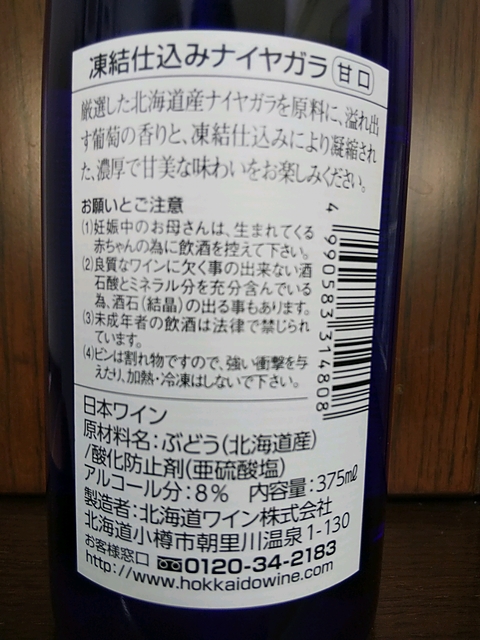 凍結仕込みナイヤガラ 甘口
厳選した北海道産ナイヤガラを原料に、溢れ出
す葡萄の香りと、凍結仕込みにより凝縮され
た、濃厚で甘美な味わいをお楽しみください。
お願いとご注意
(1)妊娠中のお母さんは、生まれてくる
赤ちゃんの為に飲酒を控えて下さい。
(2)良質なワインに欠く事の出来ない酒
石酸とミネラル分を充分含んでいる
為、酒石(結晶)の出る事もあります。
(3)未成年者の飲酒は法律で禁じられ
ています。
(4)ビンは割れ物ですので、強い衝撃を与
えたり、加熱・冷凍はしないで下さい。
4 990583 314808
日本ワイン
原材料名:ぶどう(北海道産)
/酸化防止剤(亜硫酸塩)
アルコール分:8% 内容量:375mℓ
製造者:北海道ワイン株式会社
北海道小樽市朝里川温泉1-130
お客様窓口 0120-34-2183
http://www.hokkaidowine.com